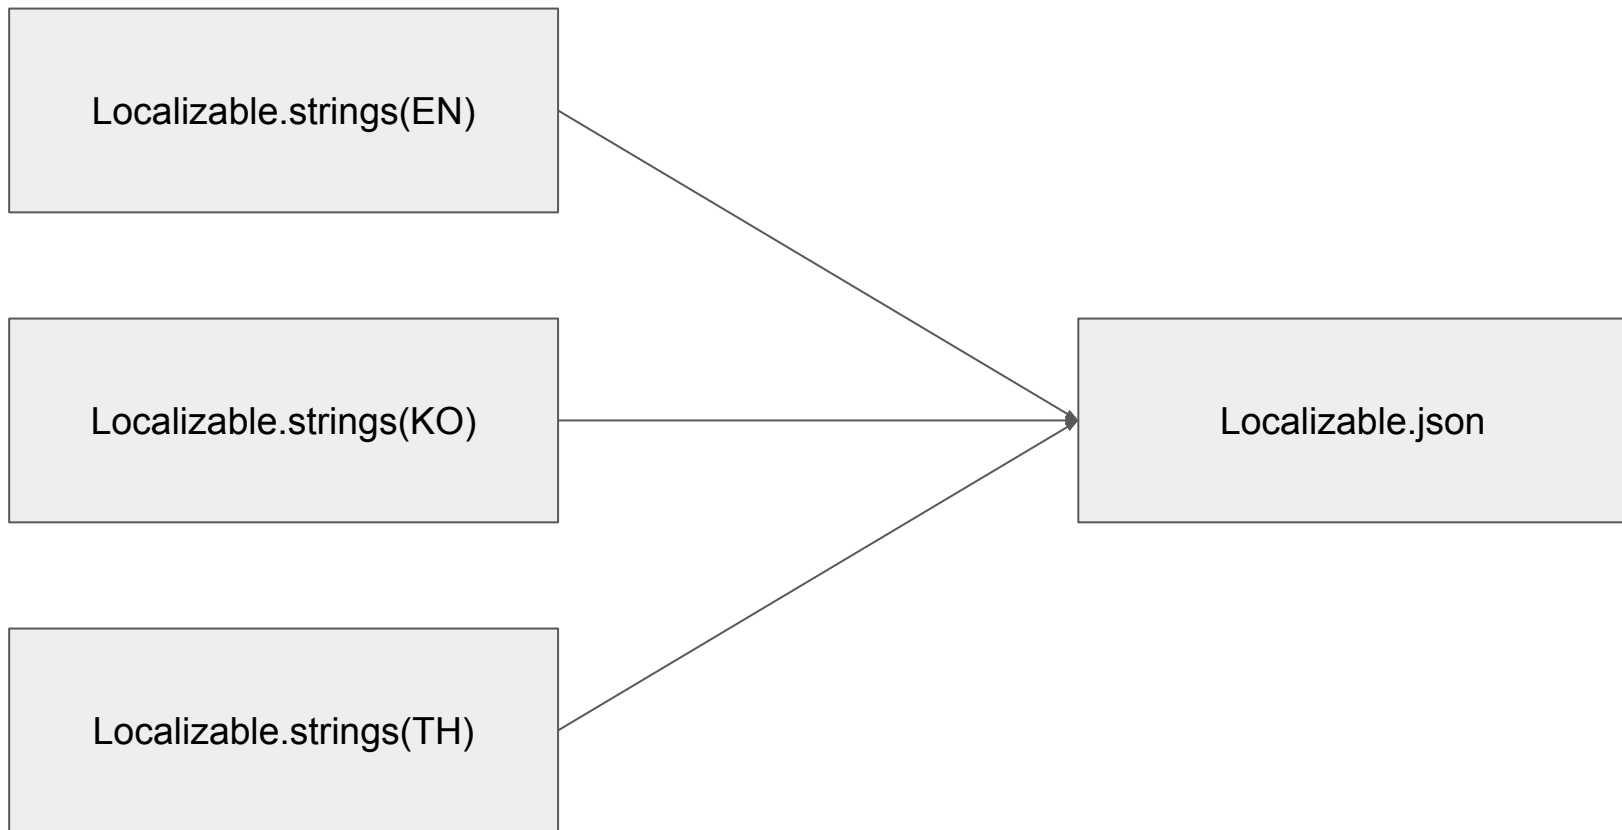 Localizable.strings(EN)
Localizable.strings(KO)
Localizable.json
Localizable.strings(TH)